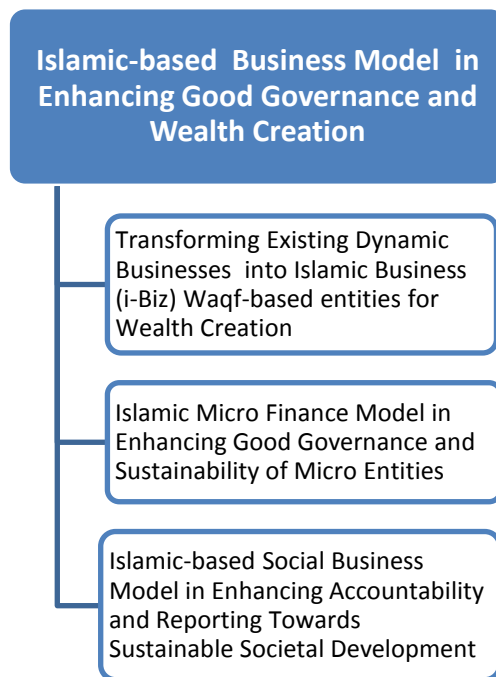 Islamic-based  Business Model  in
Enhancing Good Governance and
Wealth Creation
Transforming Existing Dynamic
Businesses  into Islamic Business
(i-Biz) Waqf-based entities for
Wealth Creation
Islamic Micro Finance Model in
Enhancing Good Governance and
Sustainability of Micro Entities
Islamic-based Social Business
Model in Enhancing Accountability
and Reporting Towards
Sustainable Societal Development